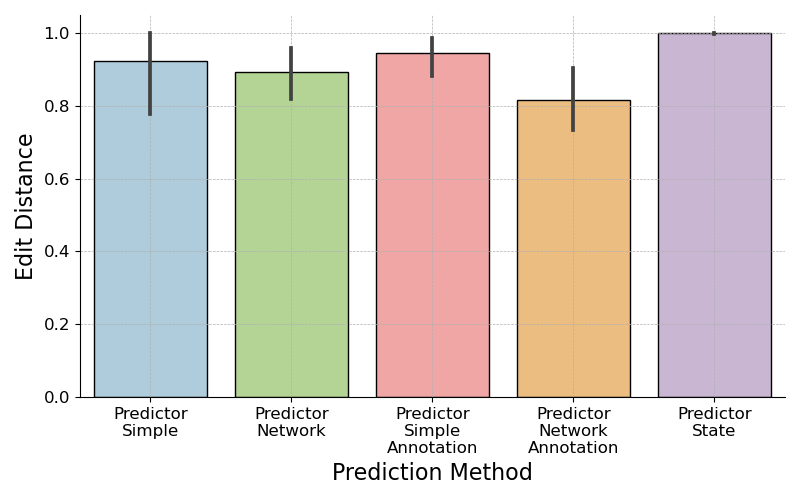 1.0
0.8
0.6
0.4
0.2
0.0
Edit Distance
Predictor
Simple
Predictor
Network
Predictor
Simple
Annotation
Predictor
Network
Annotation
Predictor
State
Prediction Method